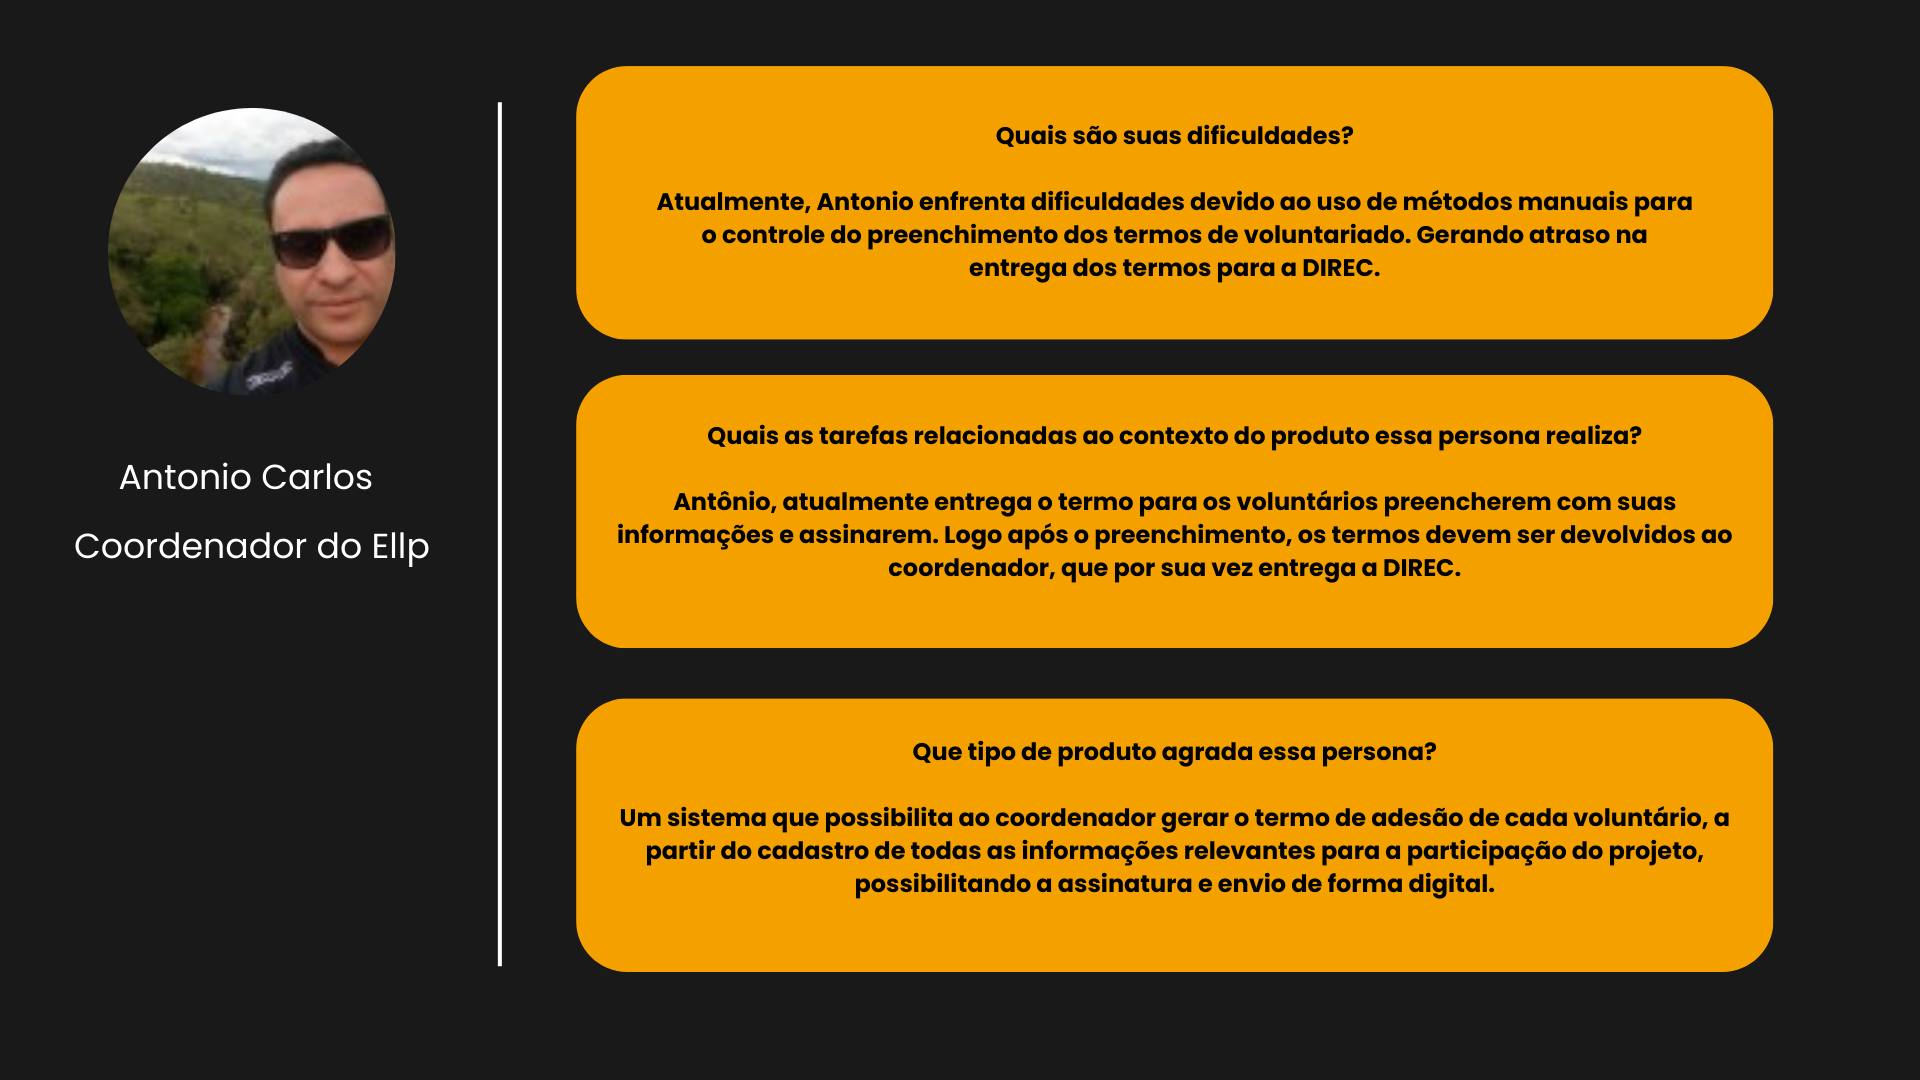 Antonio Carlos
Coordenador do Ellp
Quais são suas dificuldades?
Atualmente, Antonio enfrenta dificuldades devido ao uso de métodos manuais para
o controle do preenchimento dos termos de voluntariado. Gerando atraso na
entrega dos termos para a DIREC.
Quais as tarefas relacionadas ao contexto do produto essa persona realiza?
Antônio, atualmente entrega o termo para os voluntários preencherem com suas
informações e assinarem. Logo após o preenchimento, os termos devem ser devolvidos ao
coordenador, que por sua vez entrega a DIREC.
Que tipo de produto agrada essa persona?
Um sistema que possibilita ao coordenador gerar o termo de adesão de cada voluntário, a
partir do cadastro de todas as informações relevantes para a participação do projeto,
possibilitando a assinatura e envio de forma digital.